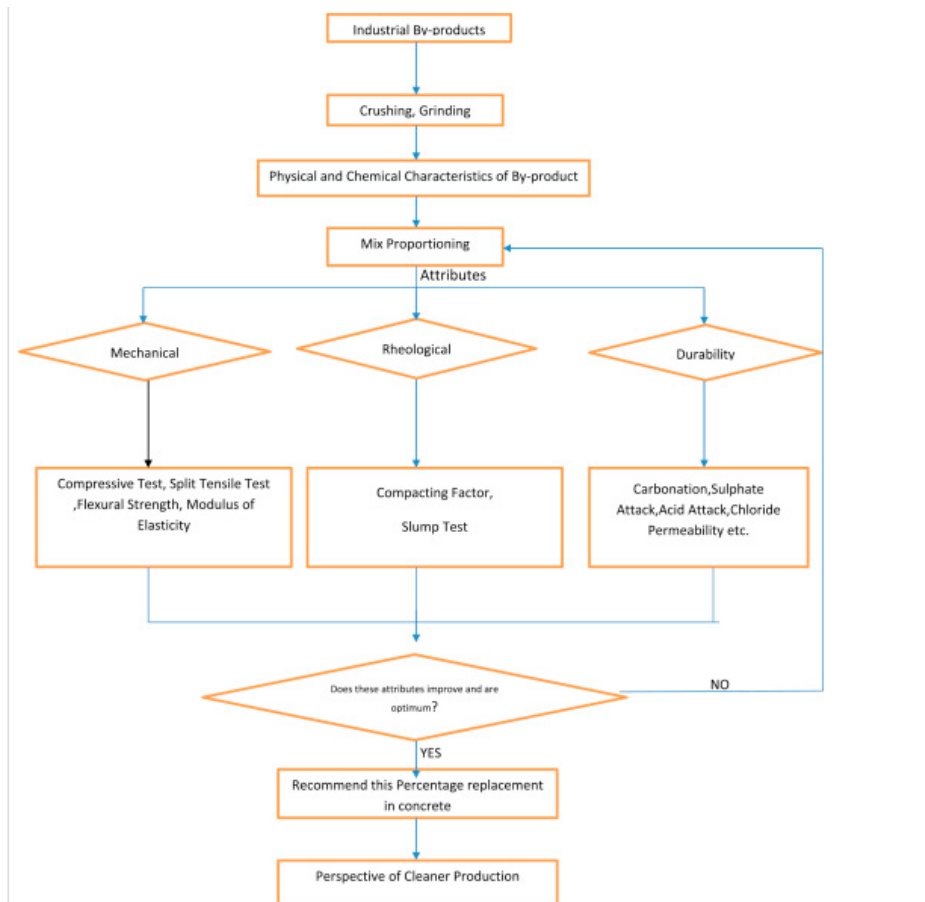 Industrial By-products
Crushing, Grinding
Physical and Chemical Characteristics of By-product
Mix Proportioning
Attributes
Mechanical
Rheological
Durability
Compressive Test, Split Tensile Test
,Flexural Strength, Modulus of
Elasticity
Compacting Factor,
Slump Test
Carbonation,Sulphate
Attack,Acid Attack,Chloride
Permeability etc.
Does these attributes improve and are
optimum?
NO
YES
Recommend this Percentage replacement
in concrete
Perspective of Cleaner Production